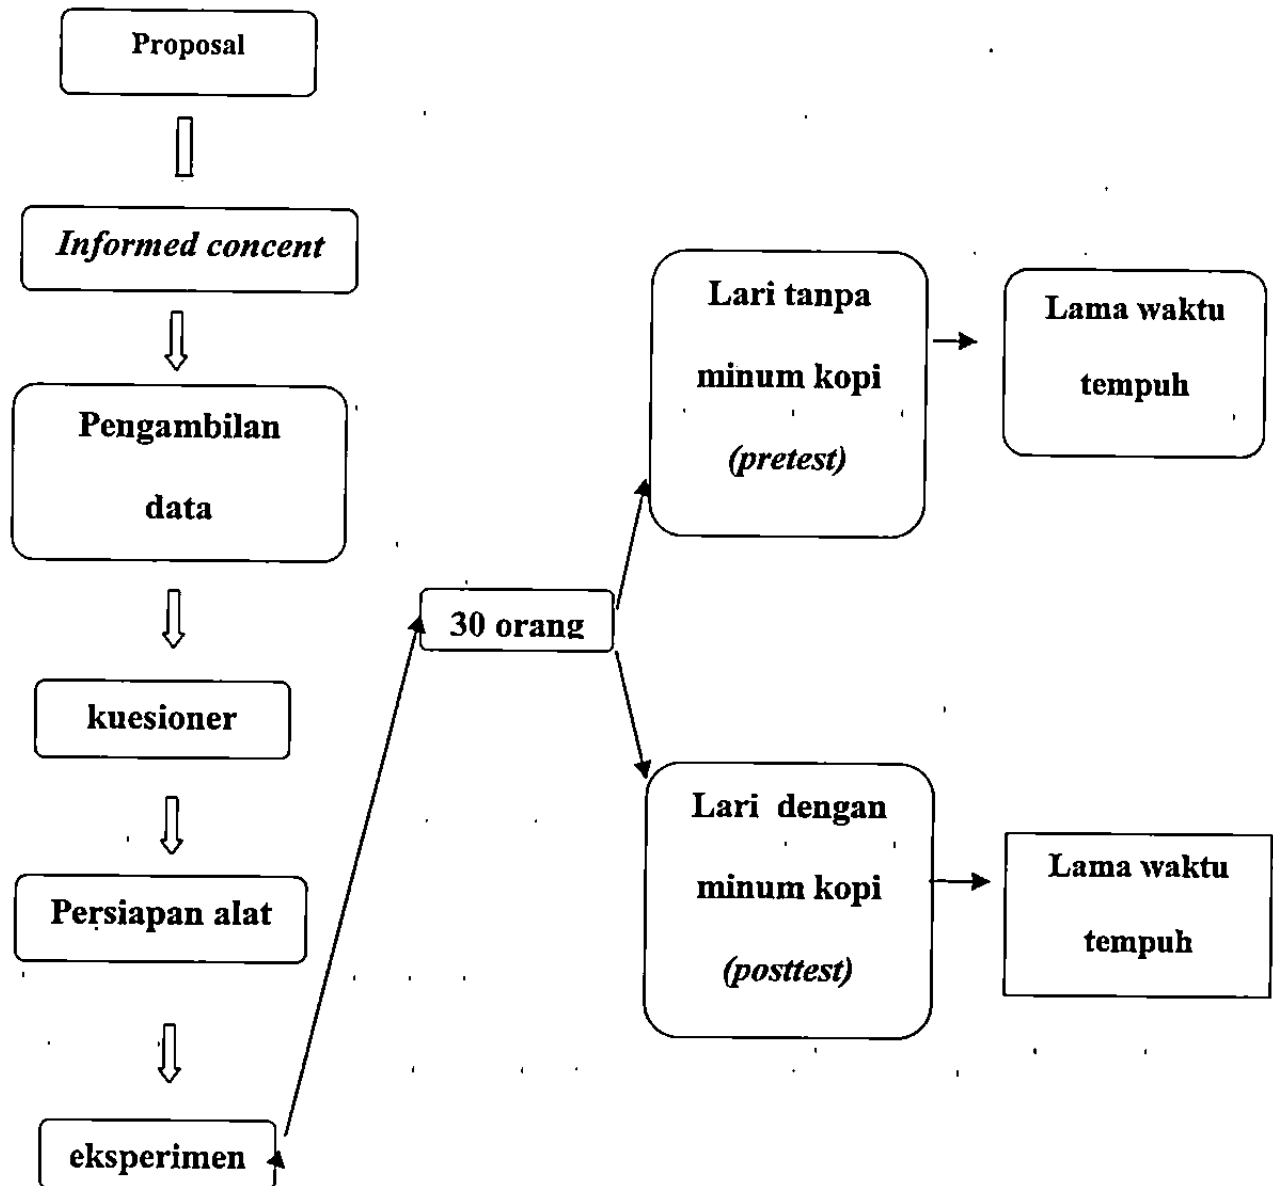 Proposal
Informed concent
Pengambilan
data
kuesioner
Persiapan alat
eksperimen
30 orang
Lari tanpa
minum kopi
(pretest)
Lama waktu
tempuh
Lari dengan
minum kopi
(posttest)
Lama waktu
tempuh